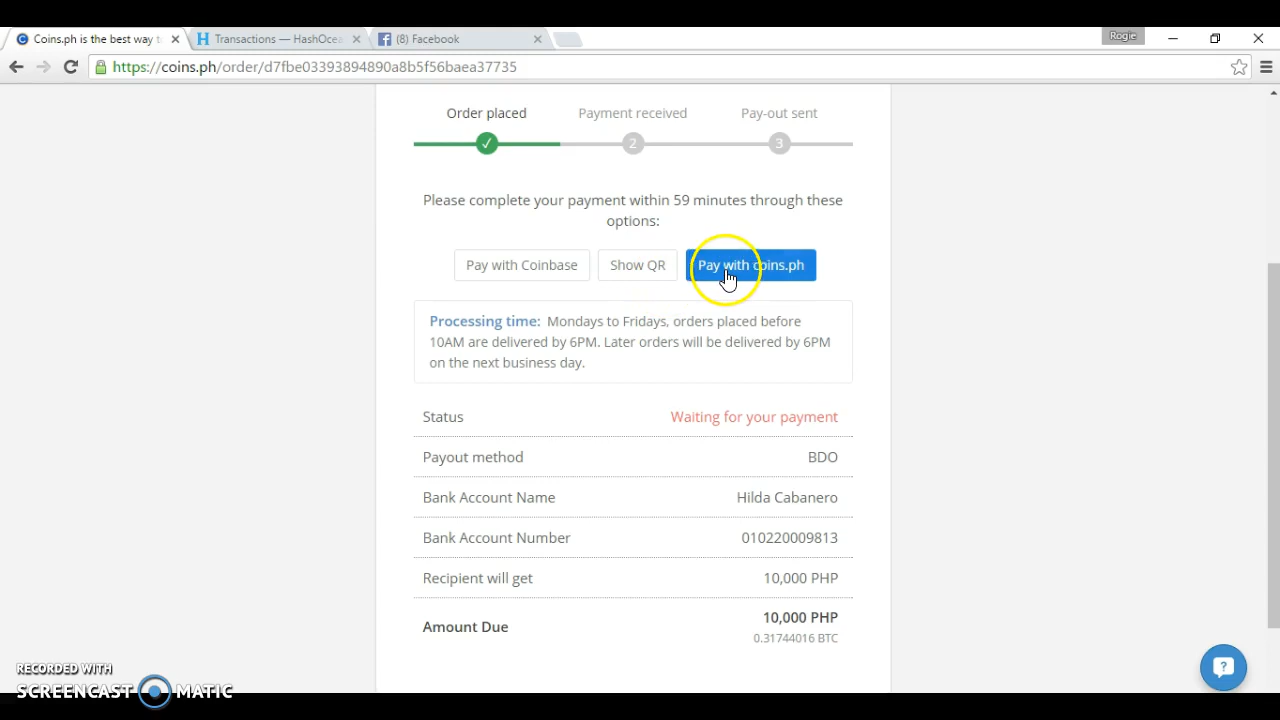 Coins.ph is the best way t
Transactions — HashOce
(8) Facebook
Rogie
https://coins.ph/order/d7fbe03393894890a8b5f56baea37735
Order placed
Payment received
Pay-out sent
2
3
Please complete your payment within 59 minutes through these
options:
Pay with Coinbase
Show QR
Pay with coins.ph
Processing time: Mondays to Fridays, orders placed before
10AM are delivered by 6PM. Later orders will be delivered by 6PM
on the next business day.
Status
Waiting for your payment
Payout method
BDO
Bank Account Name
Hilda Cabanero
Bank Account Number
010220009813
Recipient will get
10,000 PHP
Amount Due
10,000 PHP
0.31744016 BTC
RECORDED WITH
SCREENCAST MATIC